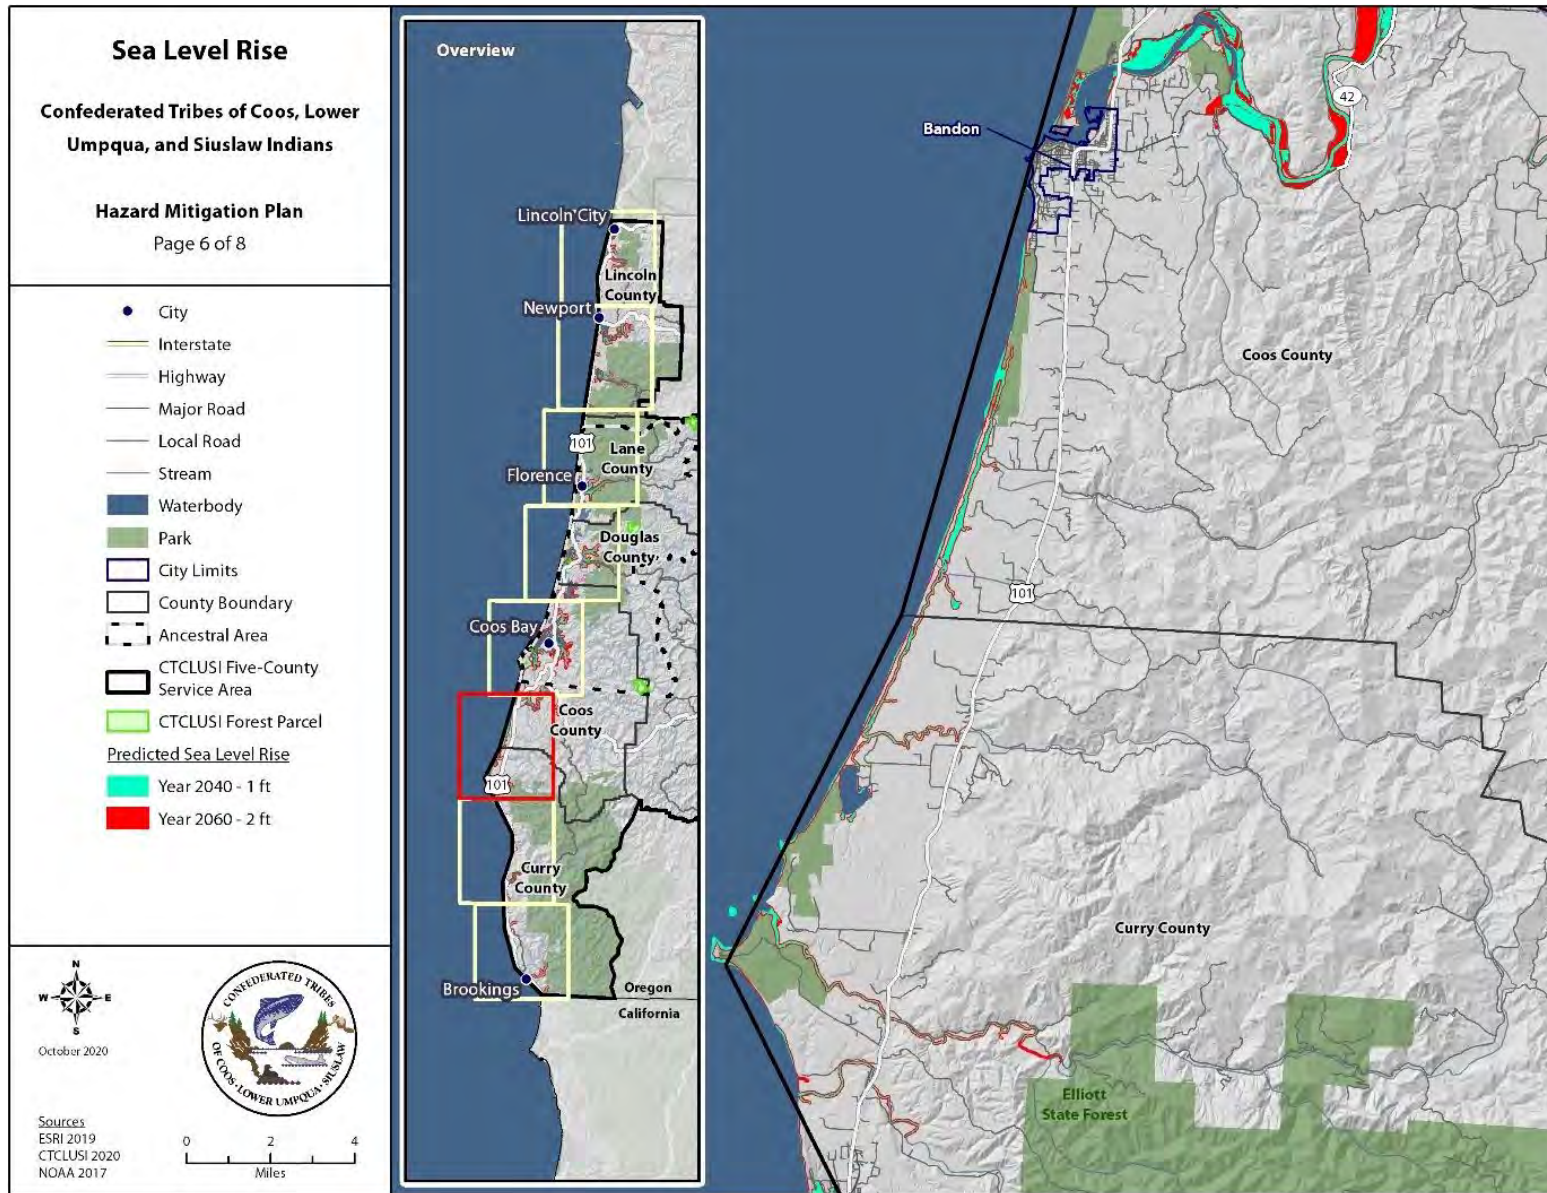 Sea Level Rise
Confederated Tribes of Coos, Lower
Umpqua, and Siuslaw Indians
Hazard Mitigation Plan
Page 6 of 8
City
Interstate
Highway
Major Road
Local Road
Stream
Waterbody
Park
City Limits
County Boundary
Ancestral Area
CTCLUSI Five-County
Service Area
CTCLUSI Forest Parcel
Predicted Sea Level Rise
Year 2040 - 1 ft
Year 2060 - 2 ft
N
W
E
S
October 2020
CONFEDERATED TRIBES
OF COOS · LOWER UMPQUA · SIUSLAW
Sources
ESRI 2019
CTCLUSI 2020
NOAA 2017
0 2 4
Miles
Overview
Lincoln City
Lincoln
County
Newport
101
Lane
County
Florence
Douglas
County
Coos Bay
Coos
County
101
Curry
County
Brookings
Oregon
California
42
Bandon
Coos County
101
Curry County
Elliott
State Forest